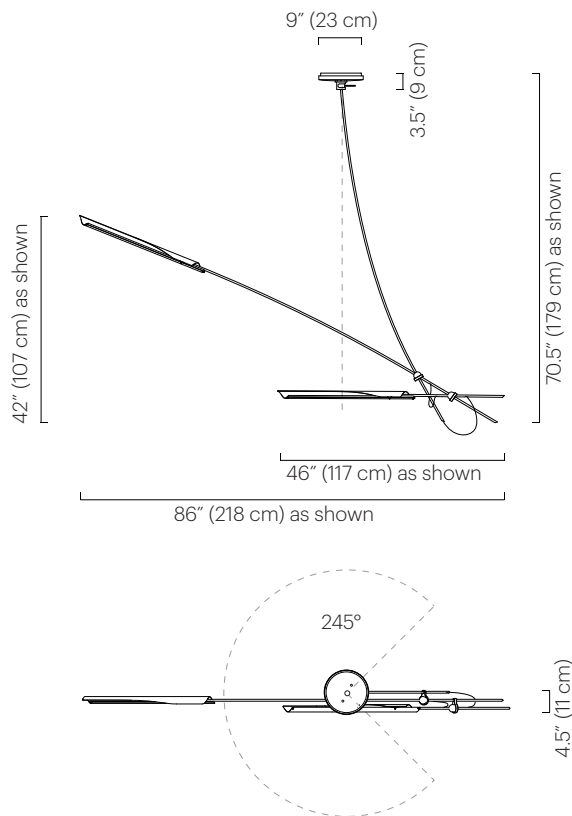 9” (23 cm)
3.5” (9 cm)
42” (107 cm) as shown
70.5” (179 cm) as shown
46” (117 cm) as shown
86” (218 cm) as shown
245°
4.5” (11 cm)